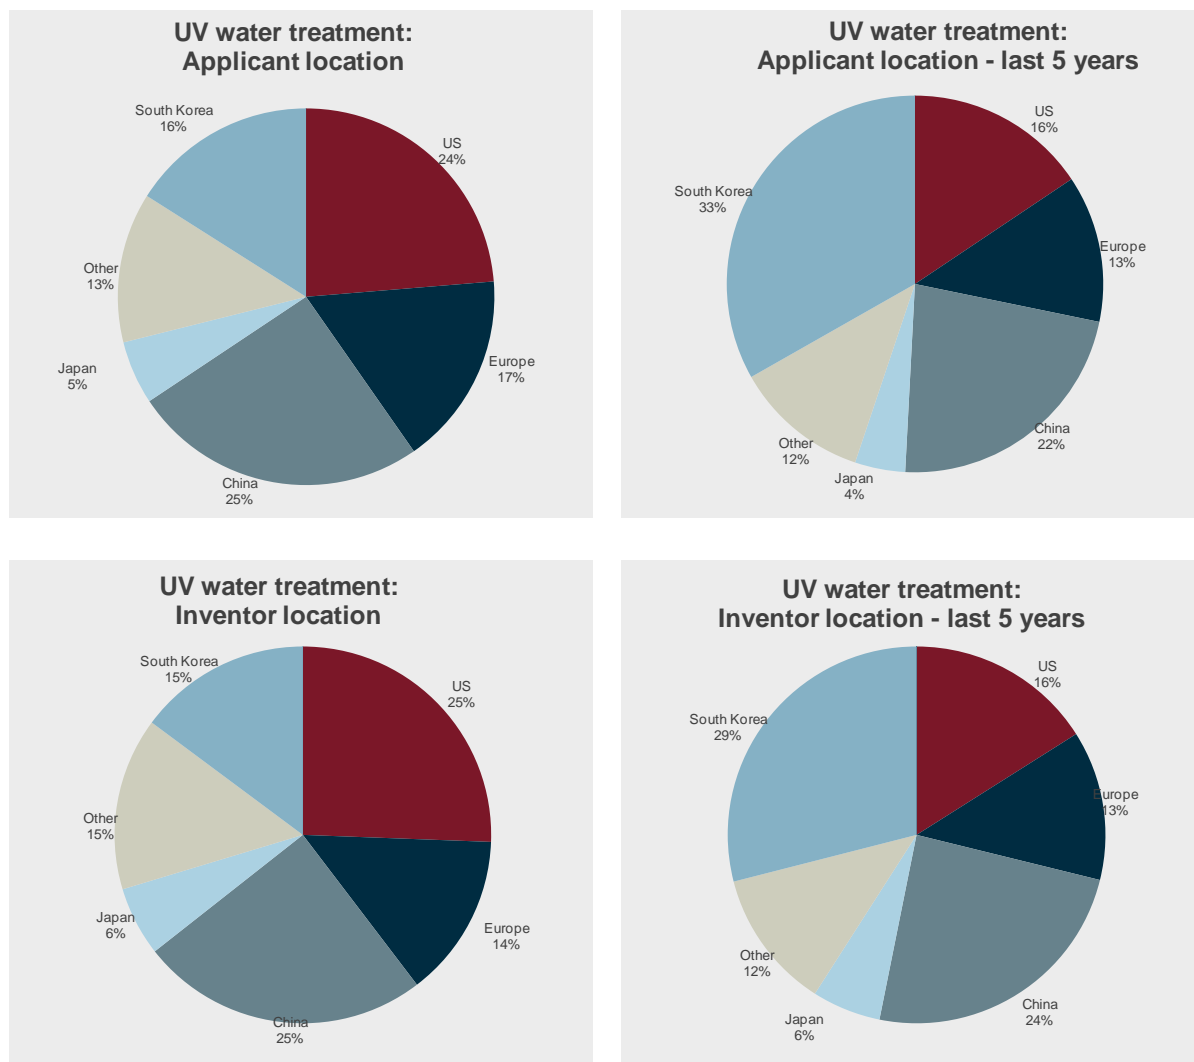 UV water treatment:
Applicant location
South Korea
16%
US
24%
Other
13%
Europe
17%
Japan
5%
China
25%
UV water treatment:
Applicant location - last 5 years
US
16%
South Korea
33%
Europe
13%
China
22%
Other
12%
Japan
4%
UV water treatment:
Inventor location
South Korea
15%
US
25%
Other
15%
Japan
6%
Europe
14%
China
25%
UV water treatment:
Inventor location - last 5 years
US
16%
South Korea
29%
Europe
13%
Other
12%
Japan
6%
China
24%